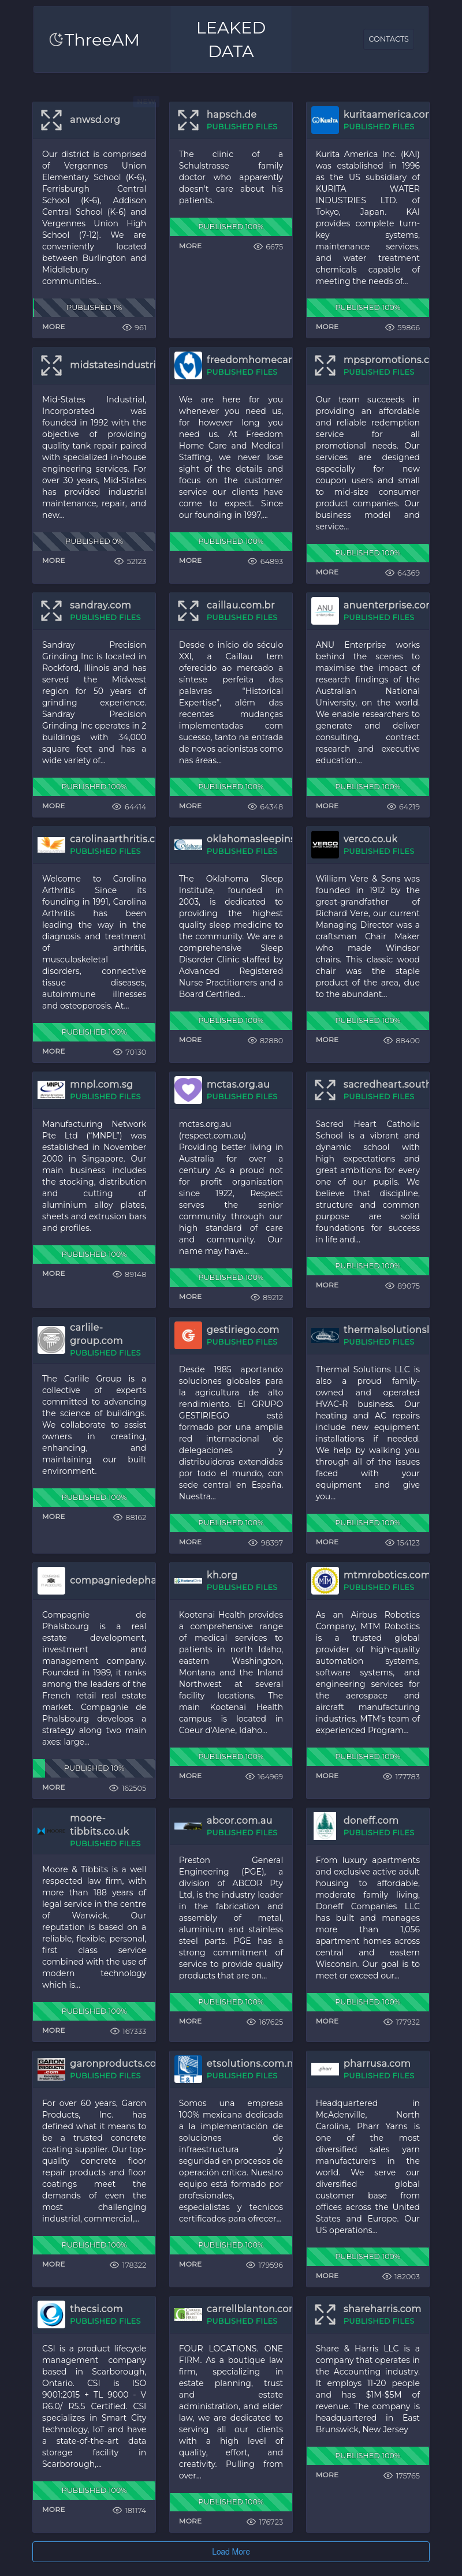 ThreeAM
LEAKED
DATA
CONTACTS
anwsd.org
Our district is comprised
of Vergennes Union
Elementary School (K-6),
Ferrisburgh Central
School (K-6), Addison
Central School (K-6) and
Vergennes Union High
School (7-12). We are
conveniently located
between Burlington and
Middlebury
communities...
PUBLISHED 1%
MORE 961
hapsch.de
PUBLISHED FILES
The clinic of a
Schulstrasse family
doctor who apparently
doesn't care about his
patients.
PUBLISHED 100%
MORE 6675
kuritaamerica.com
PUBLISHED FILES
Kurita America Inc. (KAI)
was established in 1996
as the US subsidiary of
KURITA WATER
INDUSTRIES LTD. of
Tokyo, Japan. KAI
provides complete turn-
key systems,
maintenance services,
and water treatment
chemicals capable of
meeting the needs of...
PUBLISHED 100%
MORE 59866
midstatesindustri
Mid-States Industrial,
Incorporated was
founded in 1992 with the
objective of providing
quality tank repair paired
with specialized in-house
engineering services. For
over 30 years, Mid-States
has provided industrial
maintenance, repair, and
new...
PUBLISHED 0%
MORE 52123
freedomhomecar
PUBLISHED FILES
We are here for you
whenever you need us,
for however long you
need us. At Freedom
Home Care and Medical
Staffing, we never lose
sight of the details and
focus on the customer
service our clients have
come to expect. Since
our founding in 1997,...
PUBLISHED 100%
MORE 64893
mpspromotions.c
PUBLISHED FILES
Our team succeeds in
providing an affordable
and reliable redemption
service for all
promotional needs. Our
services are designed
especially for new
coupon users and small
to mid-size consumer
product companies. Our
business model and
service...
PUBLISHED 100%
MORE 64369
sandray.com
PUBLISHED FILES
Sandray Precision
Grinding Inc is located in
Rockford, Illinois and has
served the Midwest
region for 50 years of
grinding experience.
Sandray Precision
Grinding Inc operates in 2
buildings with 34,000
square feet and has a
wide variety of...
PUBLISHED 100%
MORE 64414
caillau.com.br
PUBLISHED FILES
Desde o início do século
XXI, a Caillau tem
oferecido ao mercado a
síntese perfeita das
palavras “Historical
Expertise”, além das
recentes mudanças
implementadas com
sucesso, tanto na entrada
de novos acionistas como
nas áreas...
PUBLISHED 100%
MORE 64348
ANU
anuenterprise.com
PUBLISHED FILES
ANU Enterprise works
behind the scenes to
maximise the impact of
research findings of the
Australian National
University, on the world.
We enable researchers to
generate and deliver
consulting, contract
research and executive
education...
PUBLISHED 100%
MORE 64219
carolinaarthritis.c
PUBLISHED FILES
Welcome to Carolina
Arthritis Since its
founding in 1991, Carolina
Arthritis has been
leading the way in the
diagnosis and treatment
of arthritis,
musculoskeletal
disorders, connective
tissue diseases,
autoimmune illnesses
and osteoporosis. At...
PUBLISHED 100%
MORE 70130
oklahomasleepins
PUBLISHED FILES
The Oklahoma Sleep
Institute, founded in
2003, is dedicated to
providing the highest
quality sleep medicine to
the community. We are a
comprehensive Sleep
Disorder Clinic staffed by
Advanced Registered
Nurse Practitioners and a
Board Certified...
PUBLISHED 100%
MORE 82880
VERCO
verco.co.uk
PUBLISHED FILES
William Vere & Sons was
founded in 1912 by the
great-grandfather of
Richard Vere, our current
Managing Director was a
craftsman Chair Maker
who made Windsor
chairs. This classic wood
chair was the staple
product of the area, due
to the abundant...
PUBLISHED 100%
MORE 88400
MNPL
mnpl.com.sg
PUBLISHED FILES
Manufacturing Network
Pte Ltd (“MNPL”) was
established in November
2000 in Singapore. Our
main business includes
the stocking, distribution
and cutting of
aluminium alloy plates,
sheets and extrusion bars
and profiles.
PUBLISHED 100%
MORE 89148
mctas.org.au
PUBLISHED FILES
mctas.org.au
(respect.com.au)
Providing better living in
Australia for over a
century As a proud not
for profit organisation
since 1922, Respect
serves the senior
community through our
high standard of care
and community. Our
name may have...
PUBLISHED 100%
MORE 89212
sacredheart.south
PUBLISHED FILES
Sacred Heart Catholic
School is a vibrant and
dynamic school with
high expectations and
great ambitions for every
one of our pupils. We
believe that discipline,
structure and common
purpose are solid
foundations for success
in life and...
PUBLISHED 100%
MORE 89075
carlile-
group.com
PUBLISHED FILES
The Carlile Group is a
collective of experts
committed to advancing
the science of buildings.
We collaborate to assist
owners in creating,
enhancing, and
maintaining our built
environment.
PUBLISHED 100%
MORE 88162
gestiriego.com
PUBLISHED FILES
Desde 1985 aportando
soluciones globales para
la agricultura de alto
rendimiento. El GRUPO
GESTIRIEGO está
formado por una amplia
red internacional de
delegaciones y
distribuidoras extendidas
por todo el mundo, con
sede central en España.
Nuestra...
PUBLISHED 100%
MORE 98397
thermalsolutionsl
PUBLISHED FILES
Thermal Solutions LLC is
also a proud family-
owned and operated
HVAC-R business. Our
heating and AC repairs
include new equipment
installations if needed.
We help by walking you
through all of the issues
faced with your
equipment and give
you...
PUBLISHED 100%
MORE 154123
compagniedepha
Compagnie de
Phalsbourg is a real
estate development,
investment and
management company.
Founded in 1989, it ranks
among the leaders of the
French retail real estate
market. Compagnie de
Phalsbourg develops a
strategy along two main
axes: large...
PUBLISHED 10%
MORE 162505
kh.org
PUBLISHED FILES
Kootenai Health provides
a comprehensive range
of medical services to
patients in north Idaho,
eastern Washington,
Montana and the Inland
Northwest at several
facility locations. The
main Kootenai Health
campus is located in
Coeur d'Alene, Idaho...
PUBLISHED 100%
MORE 164969
mtmrobotics.com
PUBLISHED FILES
As an Airbus Robotics
Company, MTM Robotics
is a trusted global
provider of high-quality
automation systems,
software systems, and
engineering services for
the aerospace and
aircraft manufacturing
industries. MTM's team of
experienced Program...
PUBLISHED 100%
MORE 177783
moore-
tibbits.co.uk
PUBLISHED FILES
Moore & Tibbits is a well
respected law firm, with
more than 188 years of
legal service in the centre
of Warwick. Our
reputation is based on a
reliable, flexible, personal,
first class service
combined with the use of
modern technology
which is...
PUBLISHED 100%
MORE 167333
abcor.com.au
PUBLISHED FILES
Preston General
Engineering (PGE), a
division of ABCOR Pty
Ltd, is the industry leader
in the fabrication and
assembly of metal,
aluminium and stainless
steel parts. PGE has a
strong commitment of
service to provide quality
products that are on...
PUBLISHED 100%
MORE 167625
doneff.com
PUBLISHED FILES
From luxury apartments
and exclusive active adult
housing to affordable,
moderate family living,
Doneff Companies LLC
has built and manages
more than 1,056
apartment homes across
central and eastern
Wisconsin. Our goal is to
meet or exceed our...
PUBLISHED 100%
MORE 177932
GARON
PRODUCTS
garonproducts.co
PUBLISHED FILES
For over 60 years, Garon
Products, Inc. has
defined what it means to
be a trusted concrete
coating supplier. Our top-
quality concrete floor
repair products and floor
coatings meet the
demands of even the
most challenging
industrial, commercial,...
PUBLISHED 100%
MORE 178322
etsolutions.com.m
PUBLISHED FILES
Somos una empresa
100% mexicana dedicada
a la implementación de
soluciones de
infraestructura y
seguridad en procesos de
operación crítica. Nuestro
equipo está formado por
profesionales,
especialistas y tecnicos
certificados para ofrecer...
PUBLISHED 100%
MORE 179596
pharrusa.com
PUBLISHED FILES
Headquartered in
McAdenville, North
Carolina, Pharr Yarns is
one of the most
diversified sales yarn
manufacturers in the
world. We serve our
diversified global
customer base from
offices across the United
States and Europe. Our
US operations...
PUBLISHED 100%
MORE 182003
thecsi.com
PUBLISHED FILES
CSI is a product lifecycle
management company
based in Scarborough,
Ontario. CSI is ISO
9001:2015 + TL 9000 - V
R6.0/ R5.5 Certified. CSI
specializes in Smart City
technology, IoT and have
a state-of-the-art data
storage facility in
Scarborough,...
PUBLISHED 100%
MORE 181174
carrellblanton.com
PUBLISHED FILES
FOUR LOCATIONS. ONE
FIRM. As a boutique law
firm, specializing in
estate planning, trust
and estate
administration, and elder
law, we are dedicated to
serving all our clients
with a high level of
quality, effort, and
creativity. Pulling from
over...
PUBLISHED 100%
MORE 176723
shareharris.com
PUBLISHED FILES
Share & Harris LLC is a
company that operates in
the Accounting industry.
It employs 11-20 people
and has $1M-$5M of
revenue. The company is
headquartered in East
Brunswick, New Jersey
PUBLISHED 100%
MORE 175765
Load More